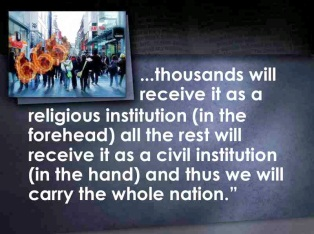 ...thousands will
receive it as a
religious institution (in the
forehead) all the rest will
receive it as a civil institution
(in the hand) and thus we will
carry the whole nation.”